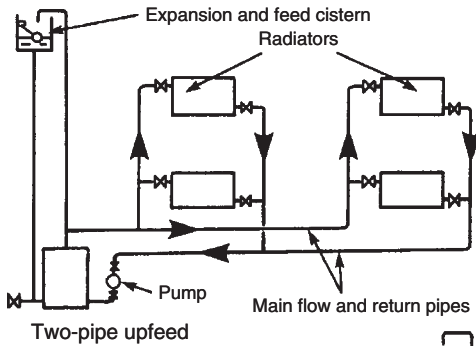 Expansion and feed cistern
Radiators
Pump
Main flow and return pipes
Two-pipe upfeed